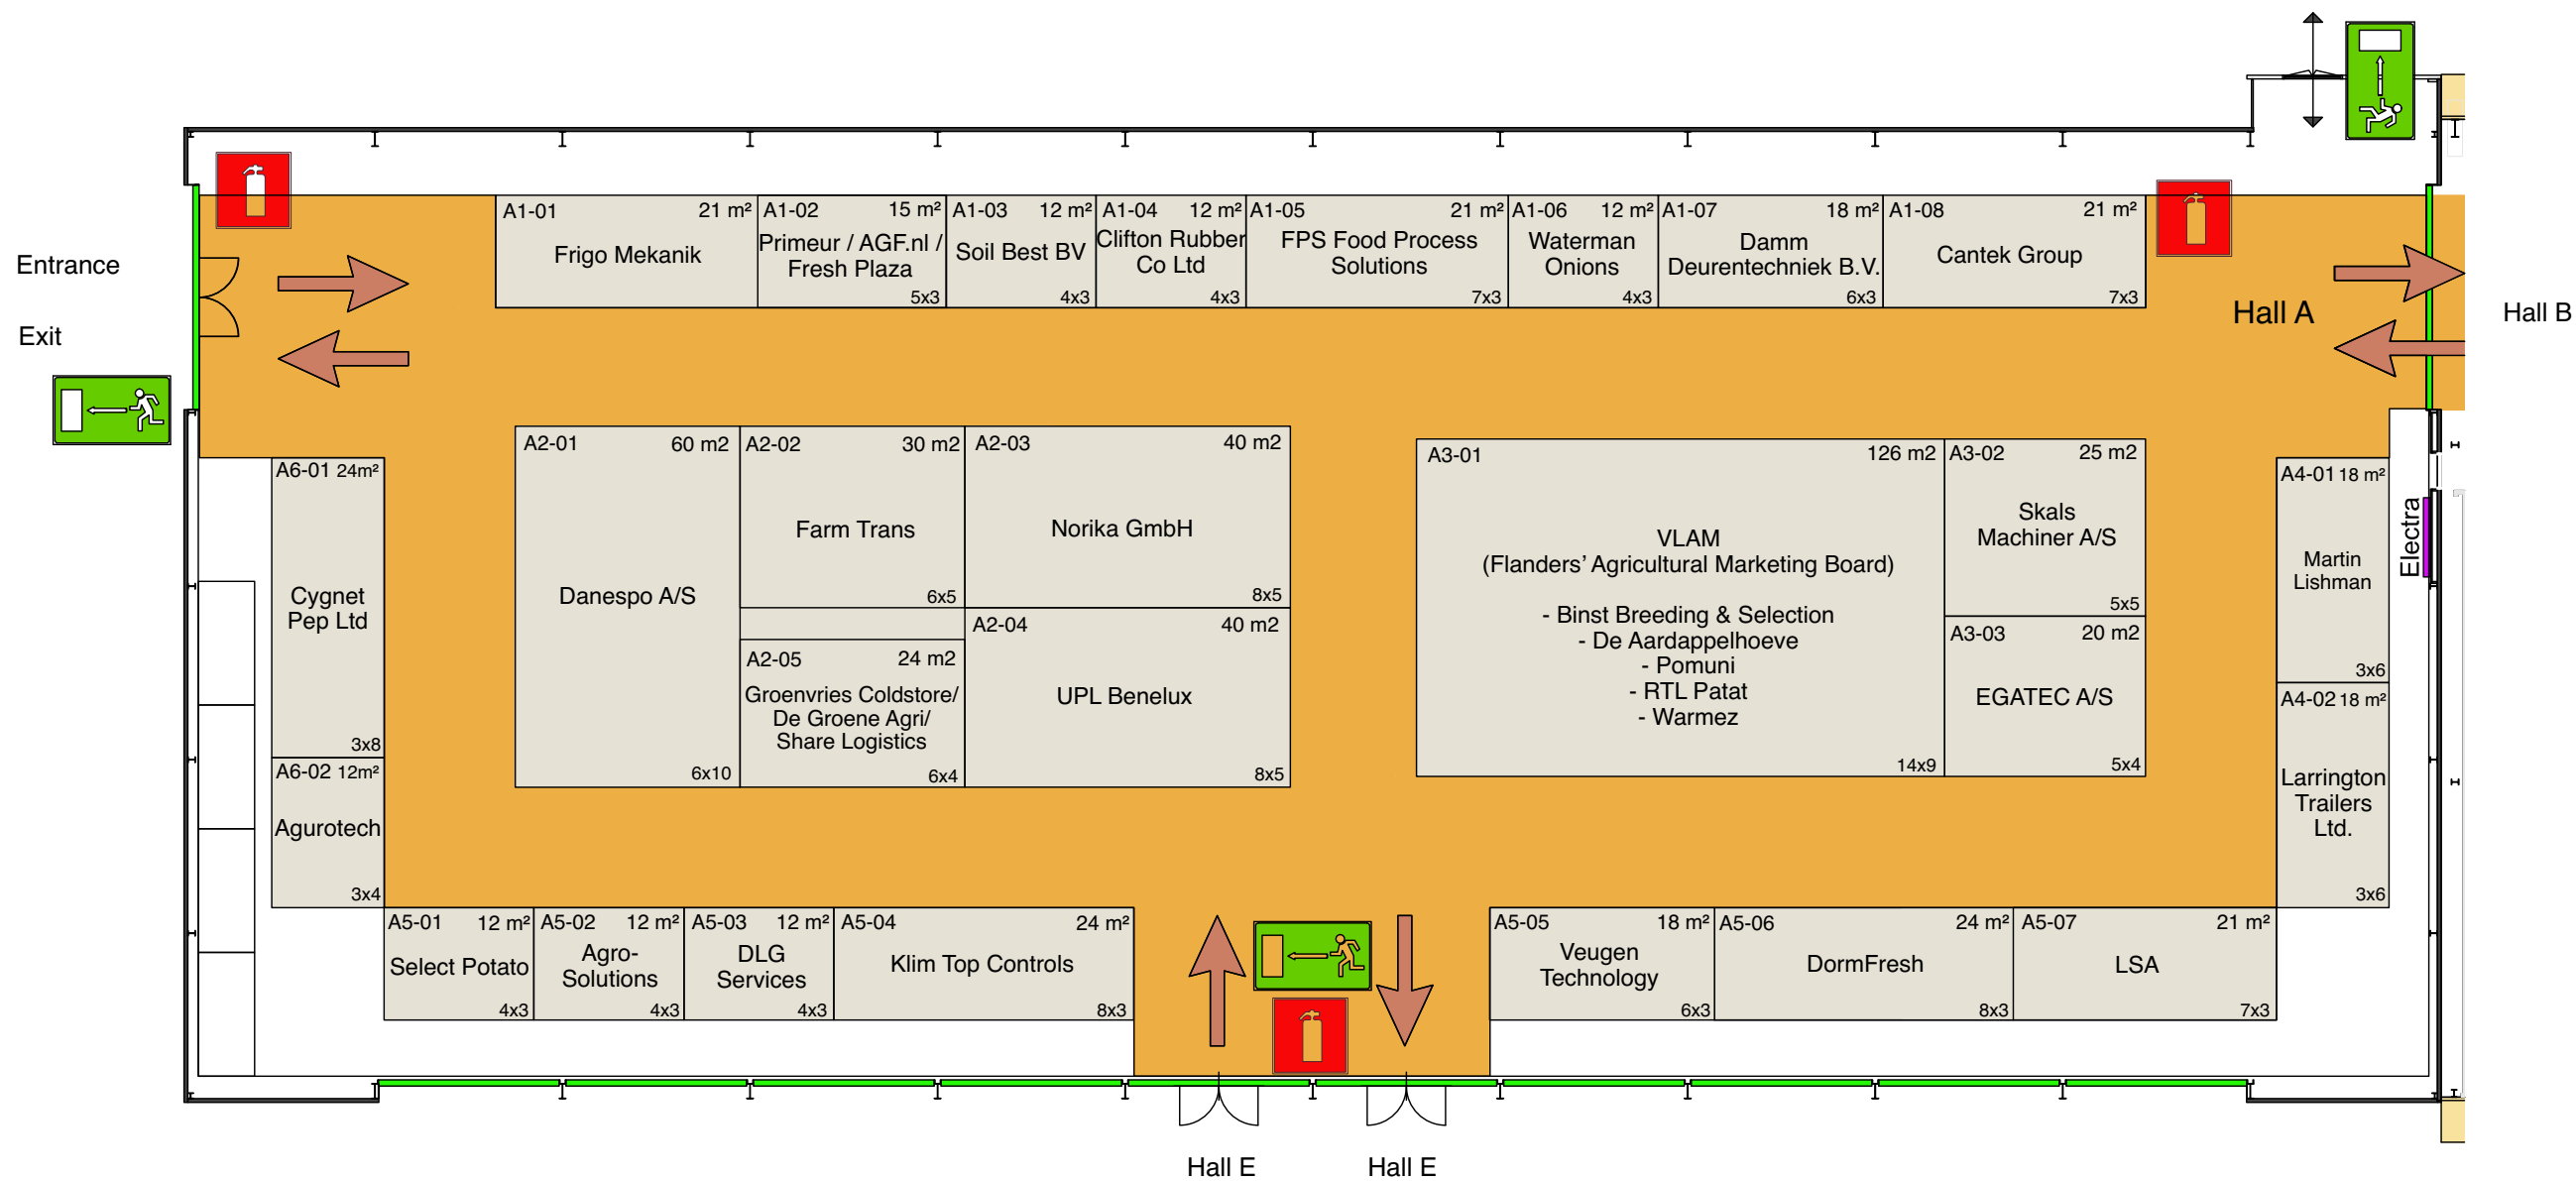 Entrance
Exit
Hall A
Hall B
A1-01 21 m²
Frigo Mekanik
A1-02 15 m²
Primeur / AGF.nl /
Fresh Plaza
5x3
A1-03 12 m²
Soil Best BV
4x3
A1-04 12 m²
Clifton Rubber
Co Ltd
4x3
A1-05 21 m²
FPS Food Process
Solutions
7x3
A1-06 12 m²
Waterman
Onions
4x3
A1-07 18 m²
Damm
Deurentechniek B.V.
6x3
A1-08 21 m²
Cantek Group
7x3
A2-01 60 m2
Danespo A/S
6x10
A2-02 30 m2
Farm Trans
6x5
A2-03 40 m2
Norika GmbH
8x5
A2-04 40 m2
UPL Benelux
8x5
A2-05 24 m2
Groenvries Coldstore/
De Groene Agri/
Share Logistics
6x4
A3-01 126 m2
VLAM
(Flanders’ Agricultural Marketing Board)
- Binst Breeding & Selection
- De Aardappelhoeve
- Pomuni
- RTL Patat
- Warmez
14x9
A3-02 25 m2
Skals
Machiner A/S
5x5
A3-03 20 m2
EGATEC A/S
5x4
A4-01 18 m²
Martin
Lishman
3x6
Electra
A4-02 18 m²
Larrington
Trailers
Ltd.
3x6
A6-01 24m²
Cygnet
Pep Ltd
3x8
A6-02 12m²
Agurotech
3x4
A5-01 12 m²
Select Potato
4x3
A5-02 12 m²
Agro-
Solutions
4x3
A5-03 12 m²
DLG
Services
4x3
A5-04 24 m²
Klim Top Controls
8x3
A5-05 18 m²
Veugen
Technology
6x3
A5-06 24 m²
DormFresh
8x3
A5-07 21 m²
LSA
7x3
Hall E
Hall E